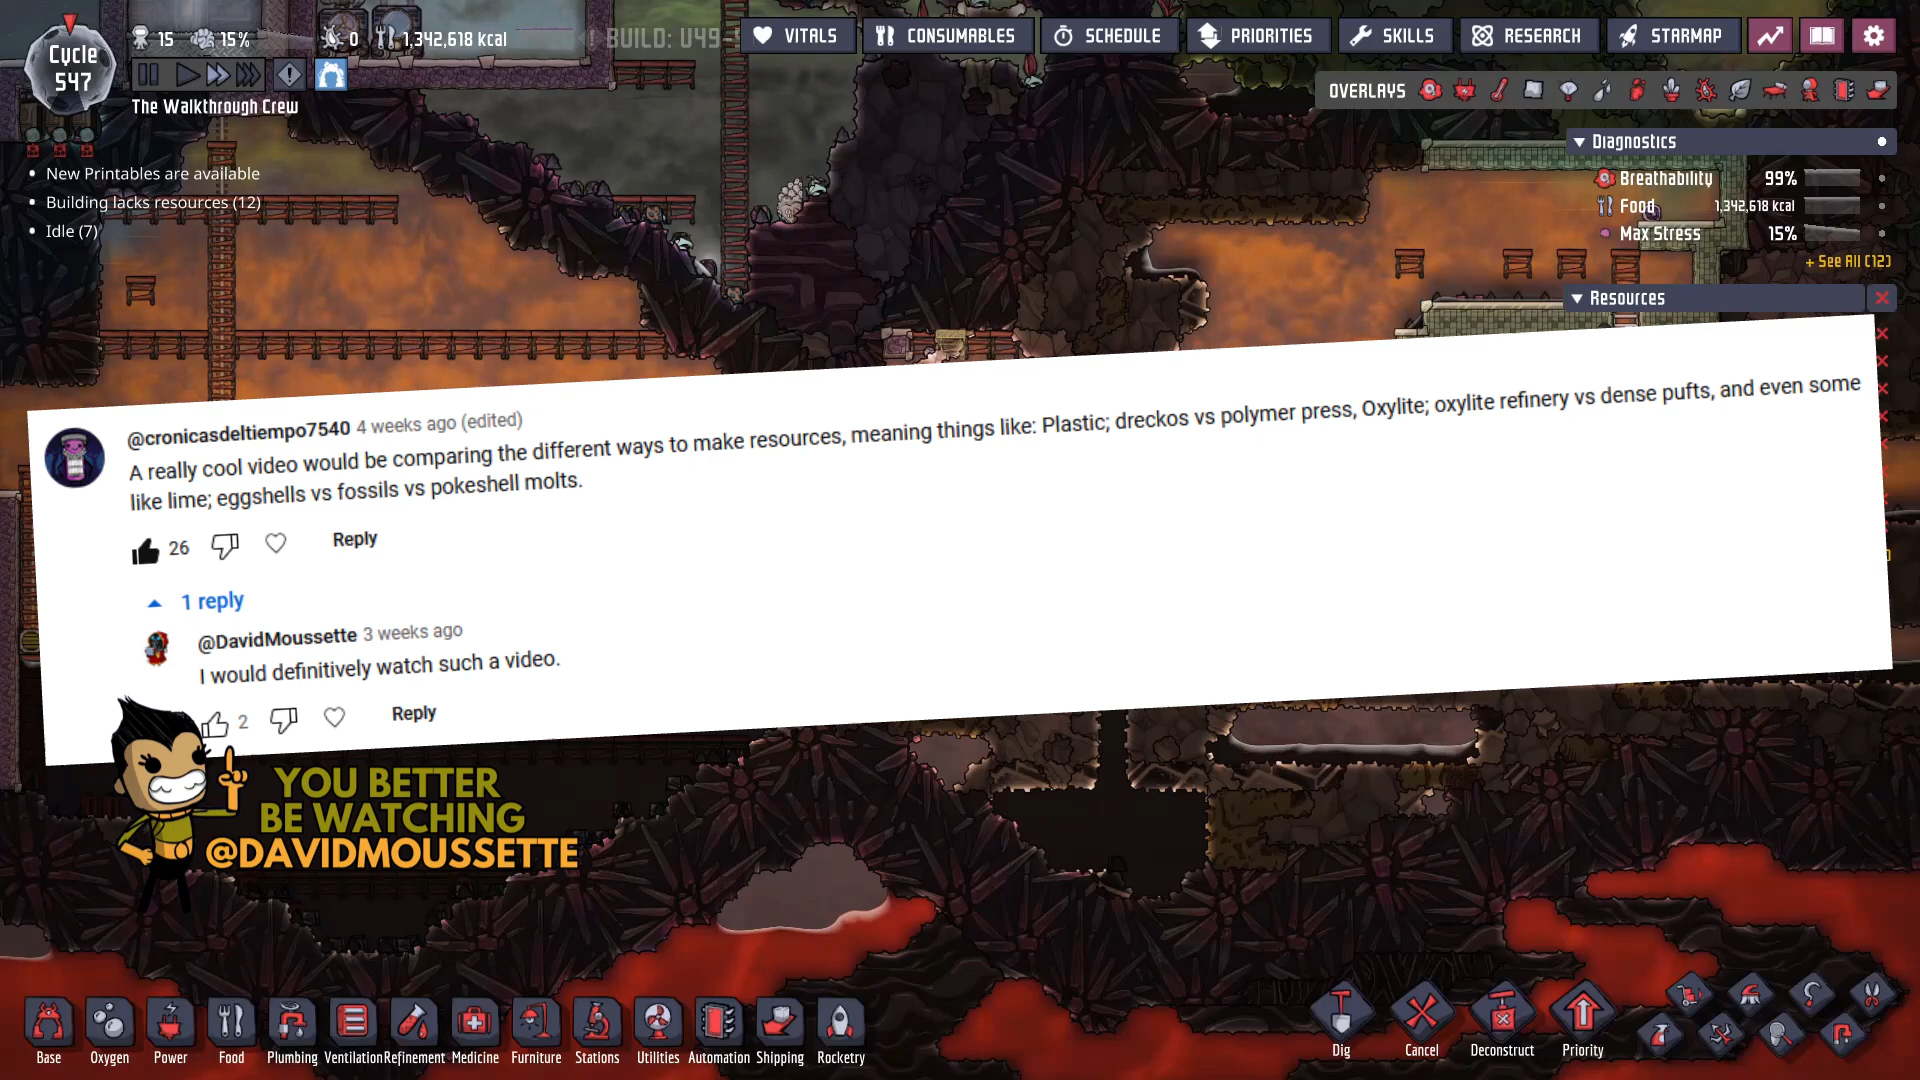 Cycle
547
15 15% 0 1,342,618 kcal
! BUILD: U49-
VITALS CONSUMABLES SCHEDULE PRIORITIES SKILLS RESEARCH STARMAP
The Walkthrough Crew
OVERLAYS
• New Printables are available
• Building lacks resources (12)
• Idle (7)
Diagnostics
Breathability 99%
Food 1,342,618 kcal
Max Stress 15%
+ See All (12)
Resources
@cronicasdeltiempo7540 4 weeks ago (edited)
A really cool video would be comparing the different ways to make resources, meaning things like: Plastic; dreckos vs polymer press, Oxylite; oxylite refinery vs dense pufts, and even some
like lime; eggshells vs fossils vs pokeshell molts.
26 Reply
1 reply
@DavidMoussette 3 weeks ago
I would definitively watch such a video.
2 Reply
YOU BETTER
BE WATCHING
@DAVIDMOUSSETTE
Base Oxygen Power Food Plumbing Ventilation Refinement Medicine Furniture Stations Utilities Automation Shipping Rocketry
Dig Cancel Deconstruct Priority